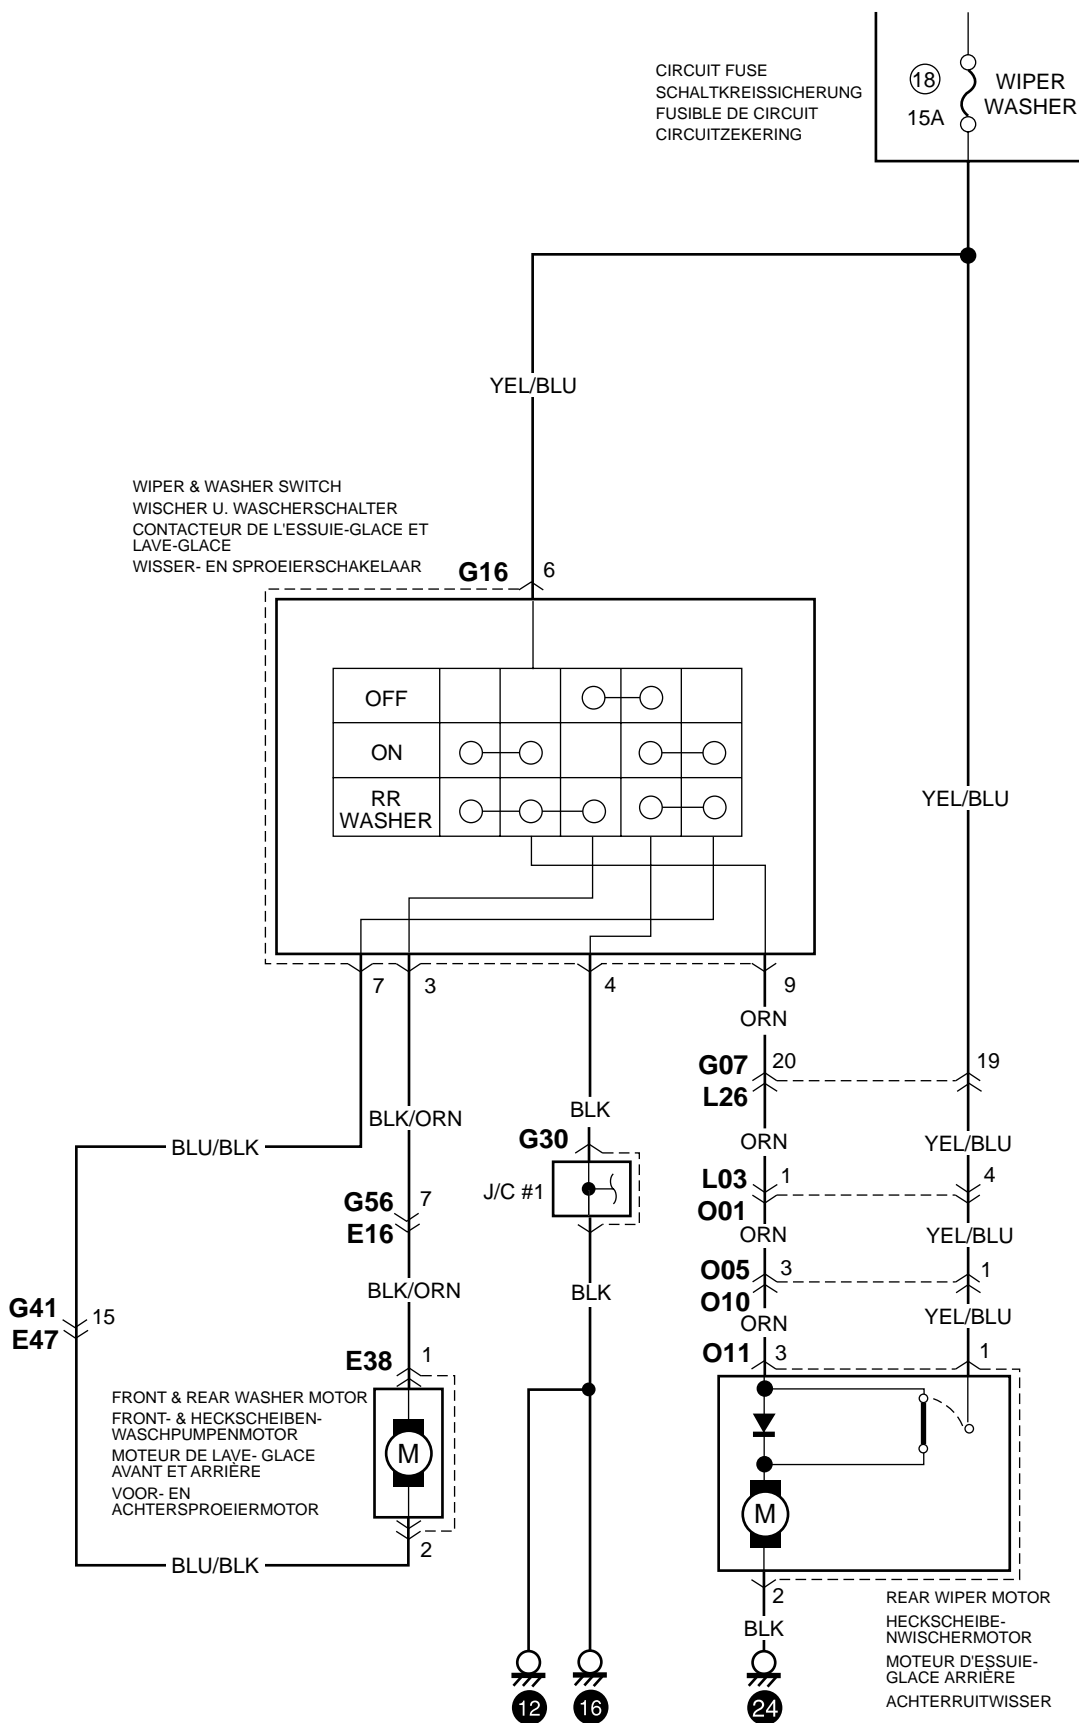 CIRCUIT FUSE
SCHALTKREISSICHERUNG
FUSIBLE DE CIRCUIT
CIRCUITZEKERING
18
15A
WIPER
WASHER
YEL/BLU
WIPER & WASHER SWITCH
WISCHER U. WASCHERSCHALTER
CONTACTEUR DE L'ESSUIE-GLACE ET
LAVE-GLACE
WISSER- EN SPROEIERSCHAKELAAR
G16 6
OFF
ON
RR
WASHER
YEL/BLU
7 3 4 9
ORN
G07 20 19
L26
BLK/ORN
BLK
BLU/BLK
G30
ORN
YEL/BLU
J/C #1
L03 1 4
O01
G56 7
E16
ORN
YEL/BLU
BLK/ORN
BLK
O05 3 1
O10
G41 15
E47
ORN
YEL/BLU
E38 1
O11 3 1
FRONT & REAR WASHER MOTOR
FRONT- & HECKSCHEIBEN-
WASCHPUMPENMOTOR
MOTEUR DE LAVE- GLACE
AVANT ET ARRIÈRE
VOOR- EN
ACHTERSPROEIERMOTOR
M
M
2
BLU/BLK
2
BLK
REAR WIPER MOTOR
HECKSCHEIBE-
NWISCHERMOTOR
MOTEUR D'ESSUIE-
GLACE ARRIÈRE
ACHTERRUITWISSER
12 16 24